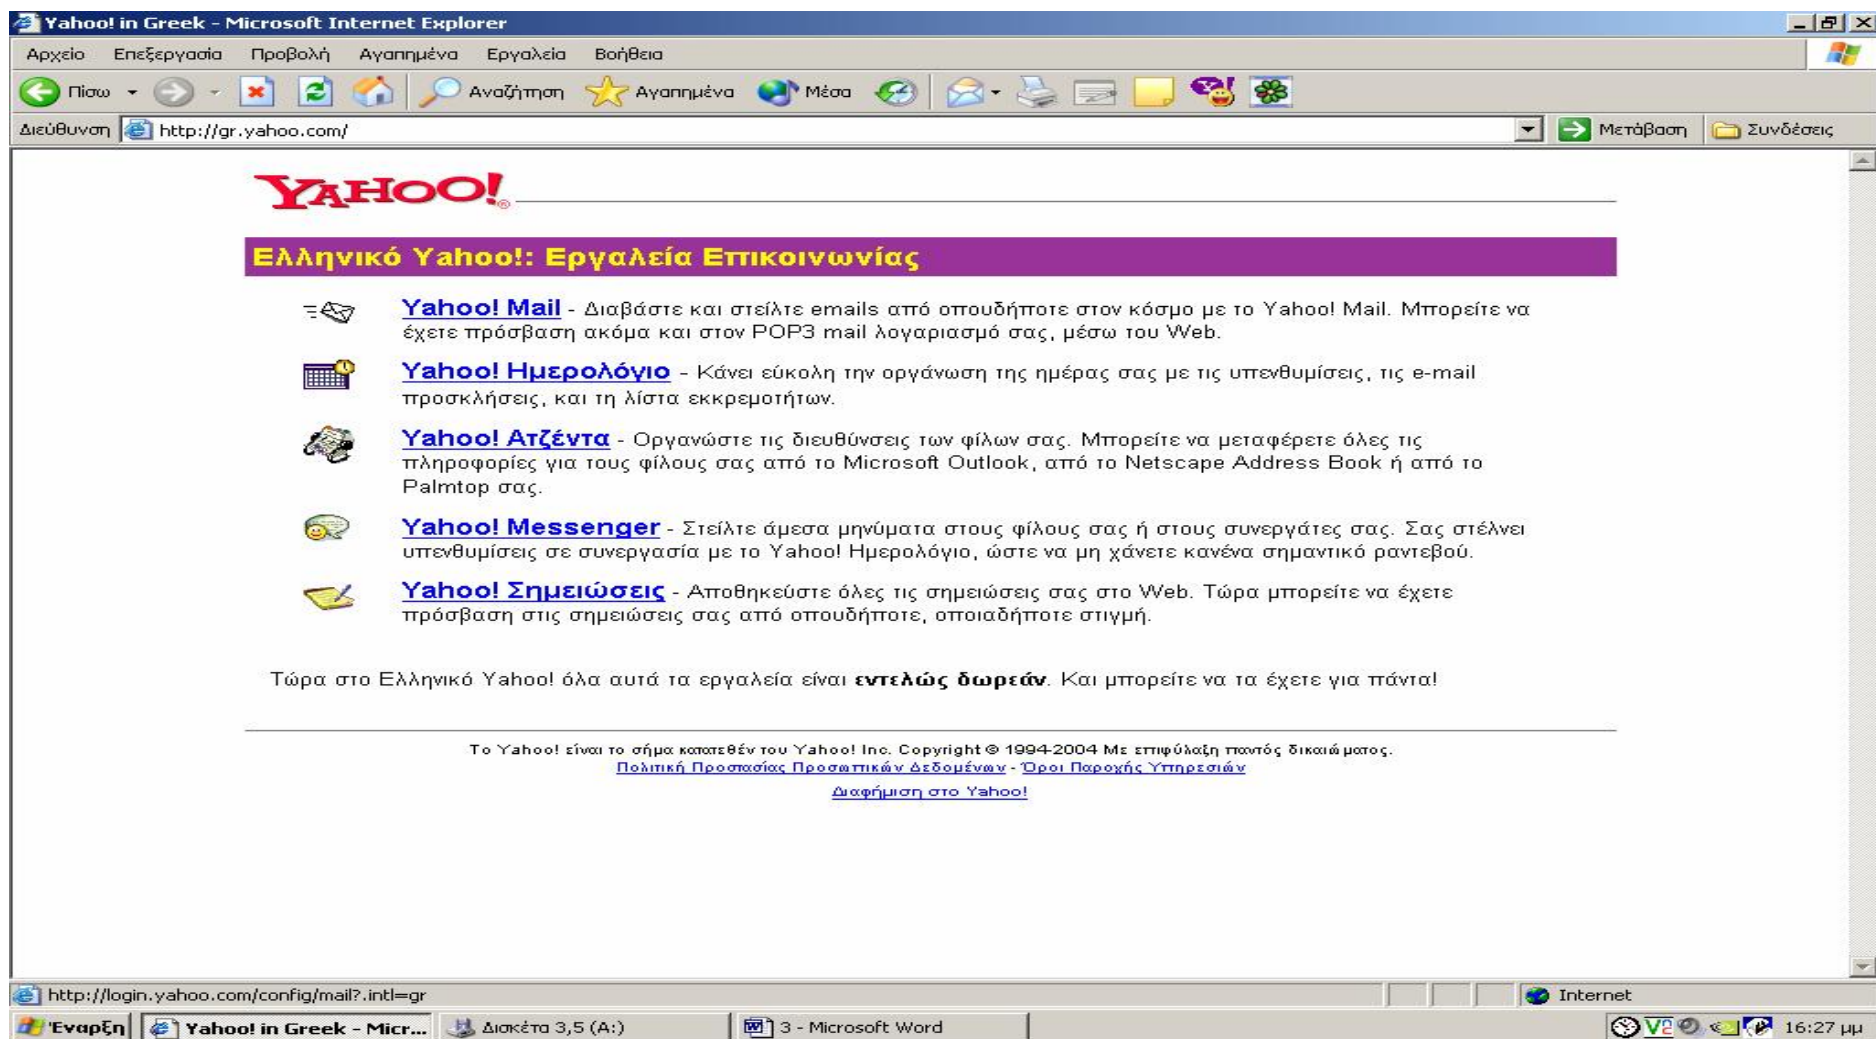 Yahoo! in Greek - Microsoft Internet Explorer
Αρχείο Επεξεργασία Προβολή Αγαπημένα Εργαλεία Βοήθεια
Πίσω Αναζήτηση Αγαπημένα Μέσα
Διεύθυνση http://gr.yahoo.com/ Μετάβαση Συνδέσεις
YAHOO!®
Ελληνικό Yahoo!: Εργαλεία Επικοινωνίας
Yahoo! Mail - Διαβάστε και στείλτε emails από οπουδήποτε στον κόσμο με το Yahoo! Mail. Μπορείτε να
έχετε πρόσβαση ακόμα και στον POP3 mail λογαριασμό σας, μέσω του Web.
Yahoo! Ημερολόγιο - Κάνει εύκολη την οργάνωση της ημέρας σας με τις υπενθυμίσεις, τις e-mail
προσκλήσεις, και τη λίστα εκκρεμοτήτων.
Yahoo! Ατζέντα - Οργανώστε τις διευθύνσεις των φίλων σας. Μπορείτε να μεταφέρετε όλες τις
πληροφορίες για τους φίλους σας από το Microsoft Outlook, από το Netscape Address Book ή από το
Palmtop σας.
Yahoo! Messenger - Στείλτε άμεσα μηνύματα στους φίλους σας ή στους συνεργάτες σας. Σας στέλνει
υπενθυμίσεις σε συνεργασία με το Yahoo! Ημερολόγιο, ώστε να μη χάνετε κανένα σημαντικό ραντεβού.
Yahoo! Σημειώσεις - Αποθηκεύστε όλες τις σημειώσεις σας στο Web. Τώρα μπορείτε να έχετε
πρόσβαση στις σημειώσεις σας από οπουδήποτε, οποιαδήποτε στιγμή.
Τώρα στο Ελληνικό Yahoo! όλα αυτά τα εργαλεία είναι εντελώς δωρεάν. Και μπορείτε να τα έχετε για πάντα!
Το Yahoo! είναι το σήμα κατατεθέν του Yahoo! Inc. Copyright © 1994-2004 Με επιφύλαξη παντός δικαιώματος.
Πολιτική Προστασίας Προσωπικών Δεδομένων - Όροι Παροχής Υπηρεσιών
Διαφήμιση στο Yahoo!
http://login.yahoo.com/config/mail?.intl=gr Internet
Έναρξη Yahoo! in Greek - Micr... Δισκέτα 3,5 (A:) 3 - Microsoft Word V2 16:27 μμ